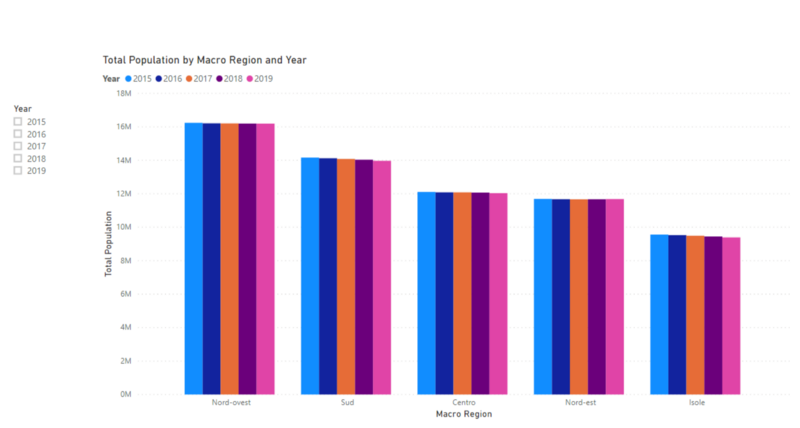 Total Population by Macro Region and Year
Year 2015 2016 2017 2018 2019
Year
2015
2016
2017
2018
2019
Total Population
18M
16M
14M
12M
10M
8M
6M
4M
2M
0M
Nord-ovest Sud Centro Nord-est Isole
Macro Region